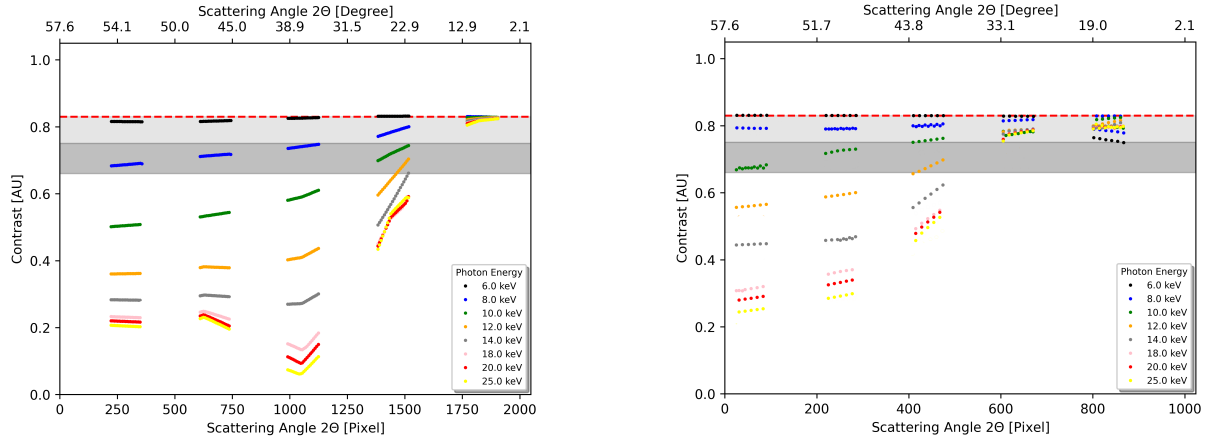 Scattering Angle 2Θ [Degree]
57.6 54.1 50.0 45.0 38.9 31.5 22.9 12.9 2.1
1.0
0.8
0.6
0.4
0.2
0.0
Contrast [AU]
Photon Energy
6.0 keV
8.0 keV
10.0 keV
12.0 keV
14.0 keV
18.0 keV
20.0 keV
25.0 keV
0 250 500 750 1000 1250 1500 1750 2000
Scattering Angle 2Θ [Pixel]
Scattering Angle 2Θ [Degree]
57.6 51.7 43.8 33.1 19.0 2.1
1.0
0.8
0.6
0.4
0.2
0.0
Contrast [AU]
Photon Energy
6.0 keV
8.0 keV
10.0 keV
12.0 keV
14.0 keV
18.0 keV
20.0 keV
25.0 keV
0 200 400 600 800 1000
Scattering Angle 2Θ [Pixel]